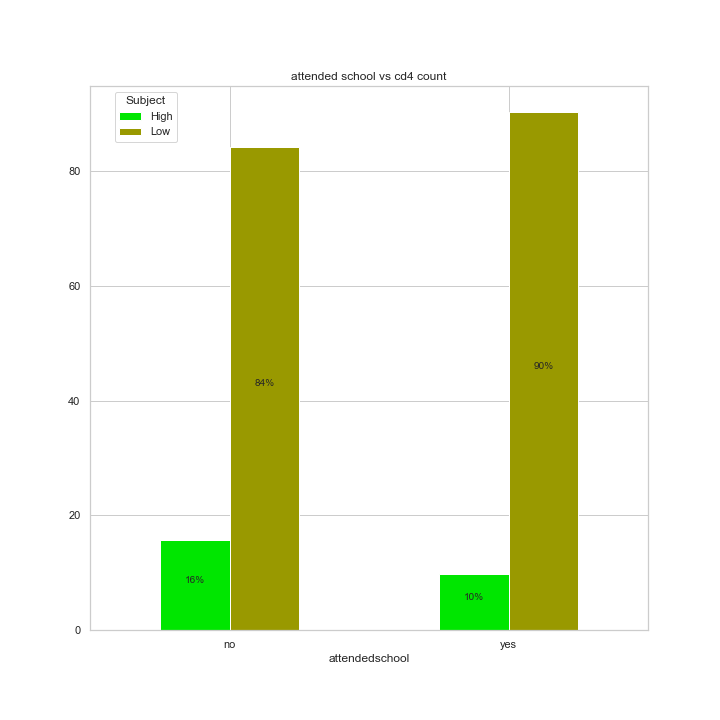 attended school vs cd4 count
Subject
High
Low
80
60
40
20
0
84%
90%
16%
10%
no
yes
attendedschool